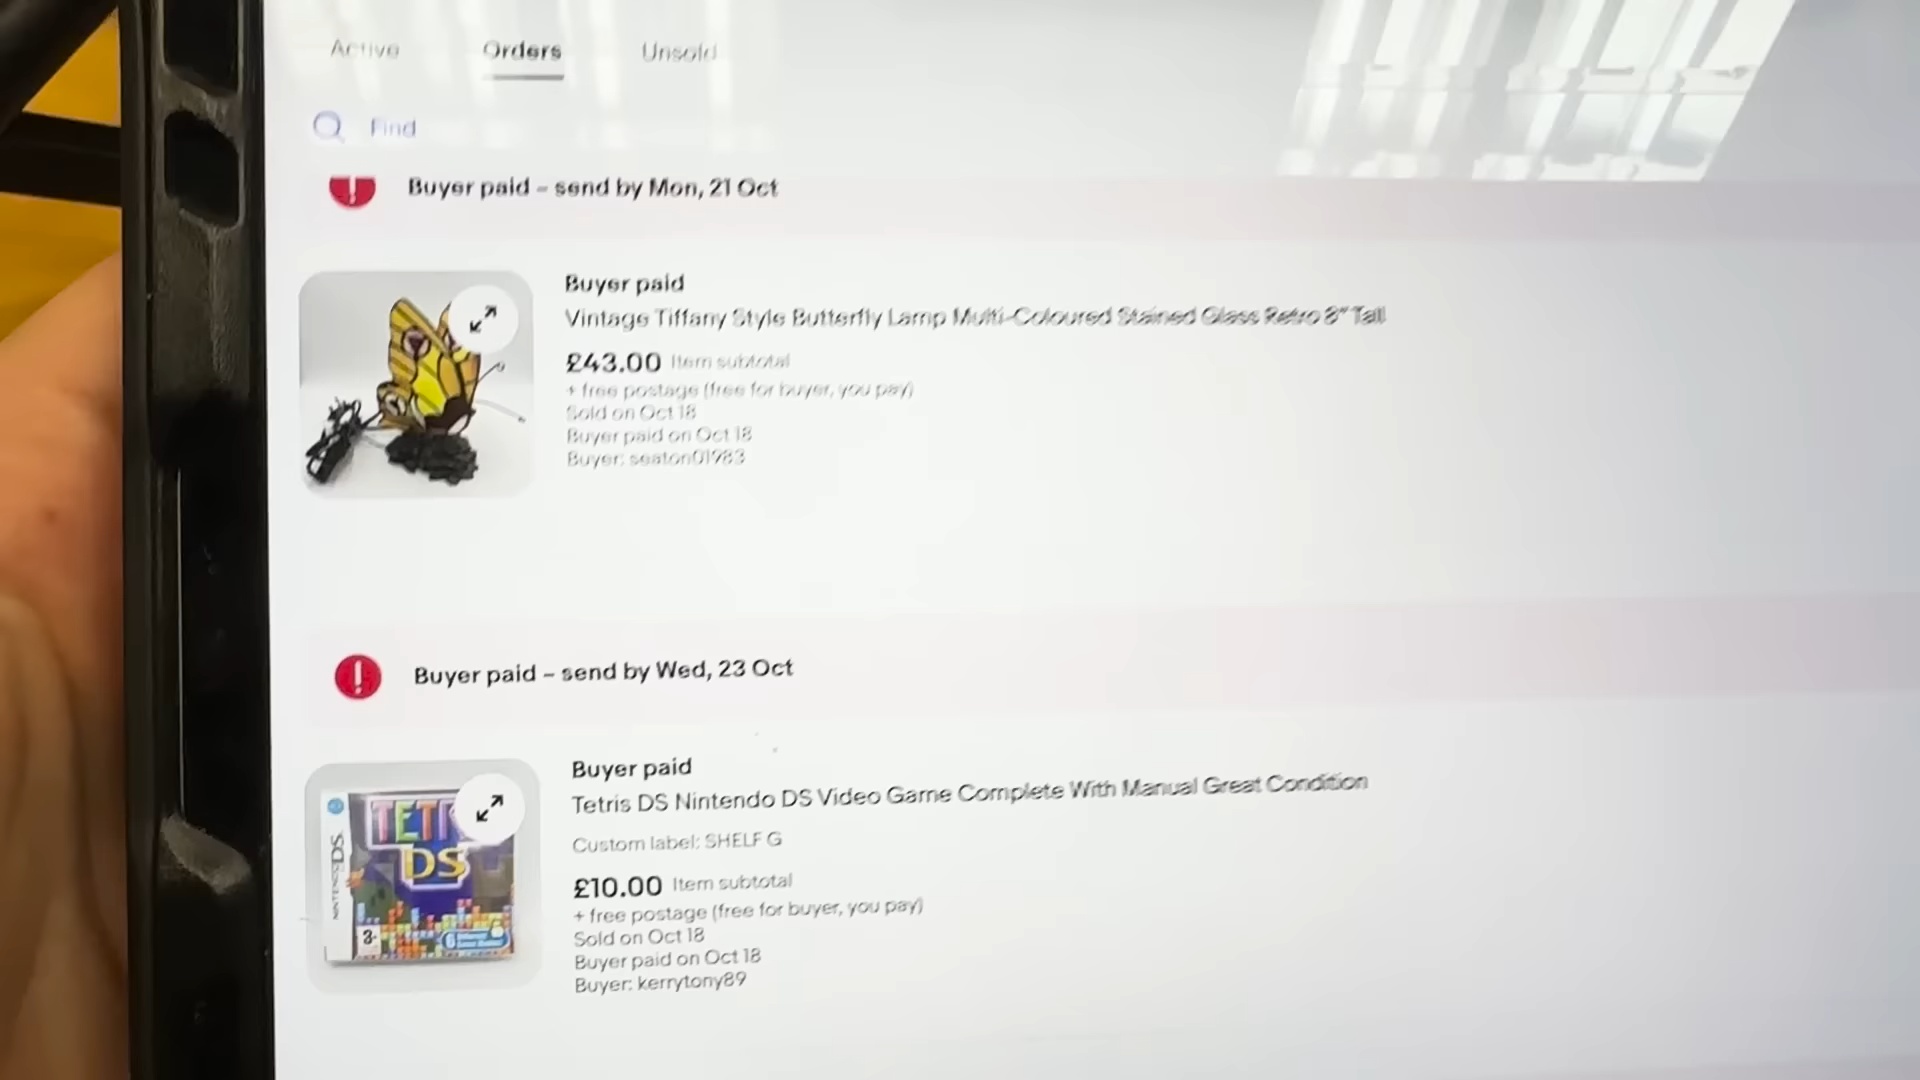 Active
Orders
Unsold
Find
Buyer paid – send by Mon, 21 Oct
Buyer paid
Vintage Tiffany Style Butterfly Lamp Multi-Coloured Stained Glass Retro 8" Tall
£43.00 Item subtotal
+ free postage (free for buyer, you pay)
Sold on Oct 18
Buyer paid on Oct 18
Buyer: seaton01983
Buyer paid – send by Wed, 23 Oct
Buyer paid
Tetris DS Nintendo DS Video Game Complete With Manual Great Condition
Custom label: SHELF G
£10.00 Item subtotal
+ free postage (free for buyer, you pay)
Sold on Oct 18
Buyer paid on Oct 18
Buyer: kerrytony89
NINTENDO DS
TETR
DS
3+